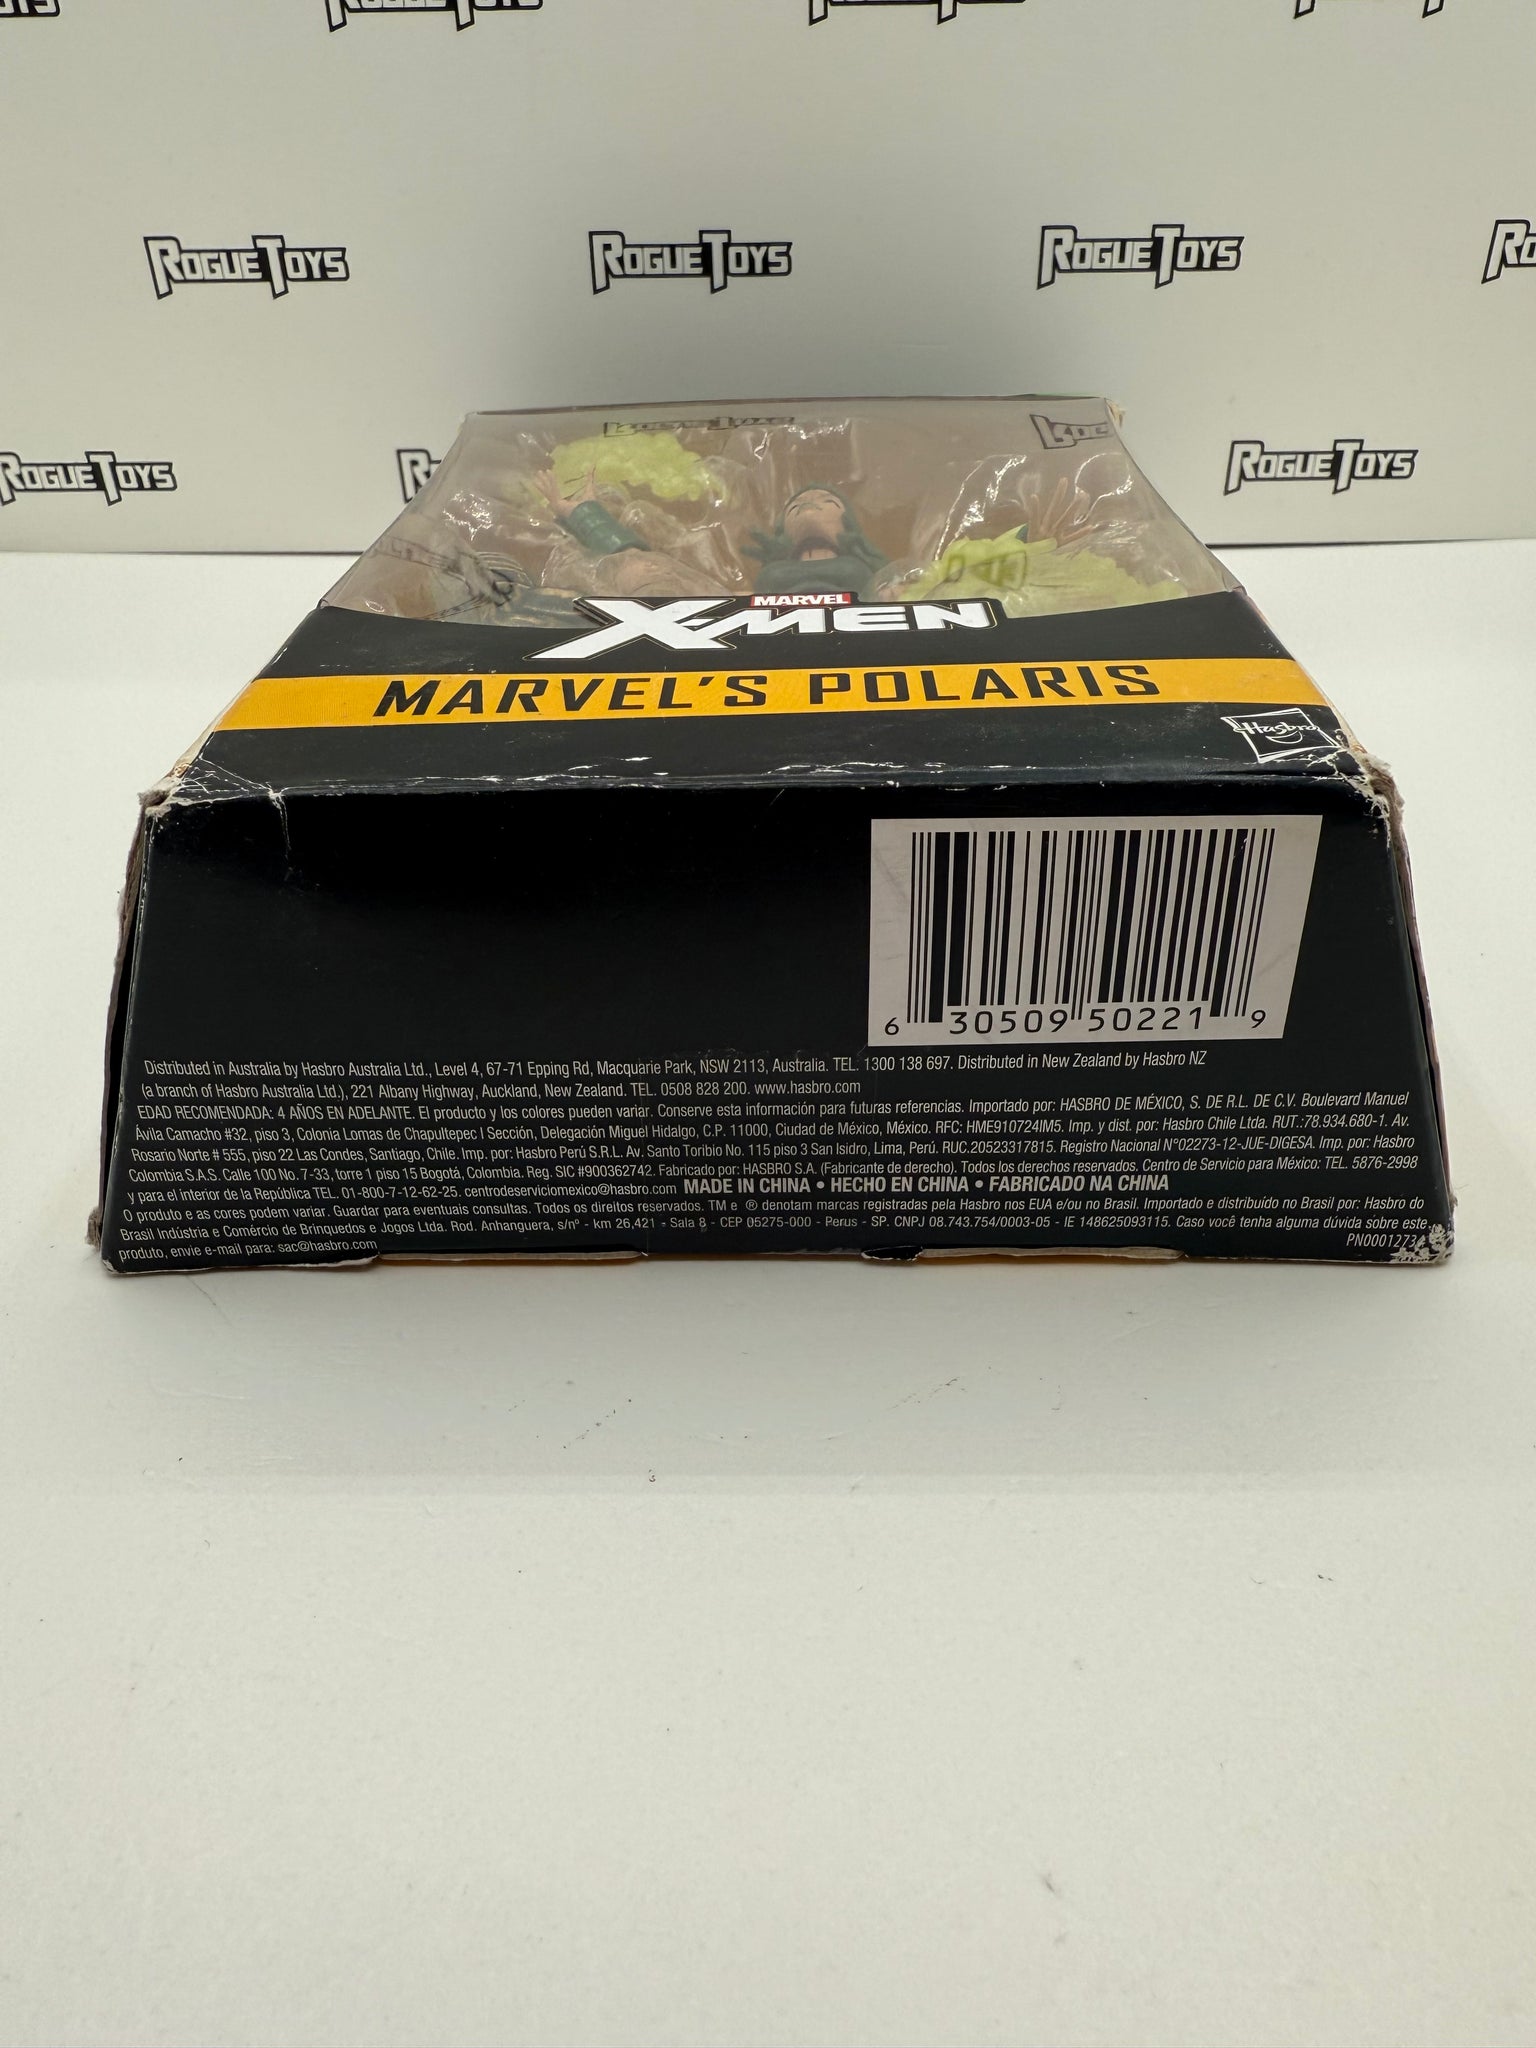 ROGUE TOYS
ROGUE TOYS
ROGUE TOYS
ROGUE TOYS
ROGUE TOYS
MARVEL
X-MEN
MARVEL'S POLARIS
Hasbro
6 30509 50221 9
Distributed in Australia by Hasbro Australia Ltd., Level 4, 67-71 Epping Rd, Macquarie Park, NSW 2113, Australia. TEL: 1300 138 697. Distributed in New Zealand by Hasbro NZ
(a branch of Hasbro Australia Ltd.), 221 Albany Highway, Auckland, New Zealand. TEL. 0508 828 200. www.hasbro.com
EDAD RECOMENDADA: 4 AÑOS EN ADELANTE. El producto y los colores pueden variar. Conserve esta información para futuras referencias. Importado por: HASBRO DE MÉXICO, S. DE R.L. DE C.V. Boulevard Manuel
Ávila Camacho #32, piso 3, Colonia Lomas de Chapultepec I Sección, Delegación Miguel Hidalgo, C.P. 11000, Ciudad de México, México. RFC: HME910724IM5. Imp. y dist. por: Hasbro Chile Ltda. RUT.:78.934.680-1. Av.
Rosario Norte # 555, piso 22 Las Condes, Santiago, Chile. Imp. por: Hasbro Perú S.R.L. Av. Santo Toribio No. 115 piso 3 San Isidro, Lima, Perú. RUC.20523317815. Registro Nacional N°02273-12-JUE-DIGESA. Imp. por: Hasbro
Colombia S.A.S. Calle 100 No. 7-33, torre 1 piso 15 Bogotá, Colombia. Reg. SIC #900362742. Fabricado por: HASBRO S.A. (Fabricante de derecho). Todos los derechos reservados. Centro de Servicio para México: TEL. 5876-2998
y para el interior de la República TEL. 01-800-7-12-62-25. centrodeserviciomexico@hasbro.com MADE IN CHINA • HECHO EN CHINA • FABRICADO NA CHINA
O produto e as cores podem variar. Guardar para eventuais consultas. Todos os direitos reservados. TM e ® denotam marcas registradas pela Hasbro nos EUA e/ou no Brasil. Importado e distribuído no Brasil por: Hasbro do
Brasil Indústria e Comércio de Brinquedos e Jogos Ltda. Rod. Anhanguera, s/nº - km 26,421 - Sala 8 - CEP 05275-000 - Perus - SP. CNPJ 08.743.754/0003-05 - IE 148625093115. Caso você tenha alguma dúvida sobre este
produto, envie e-mail para: sac@hasbro.com
PN00012734